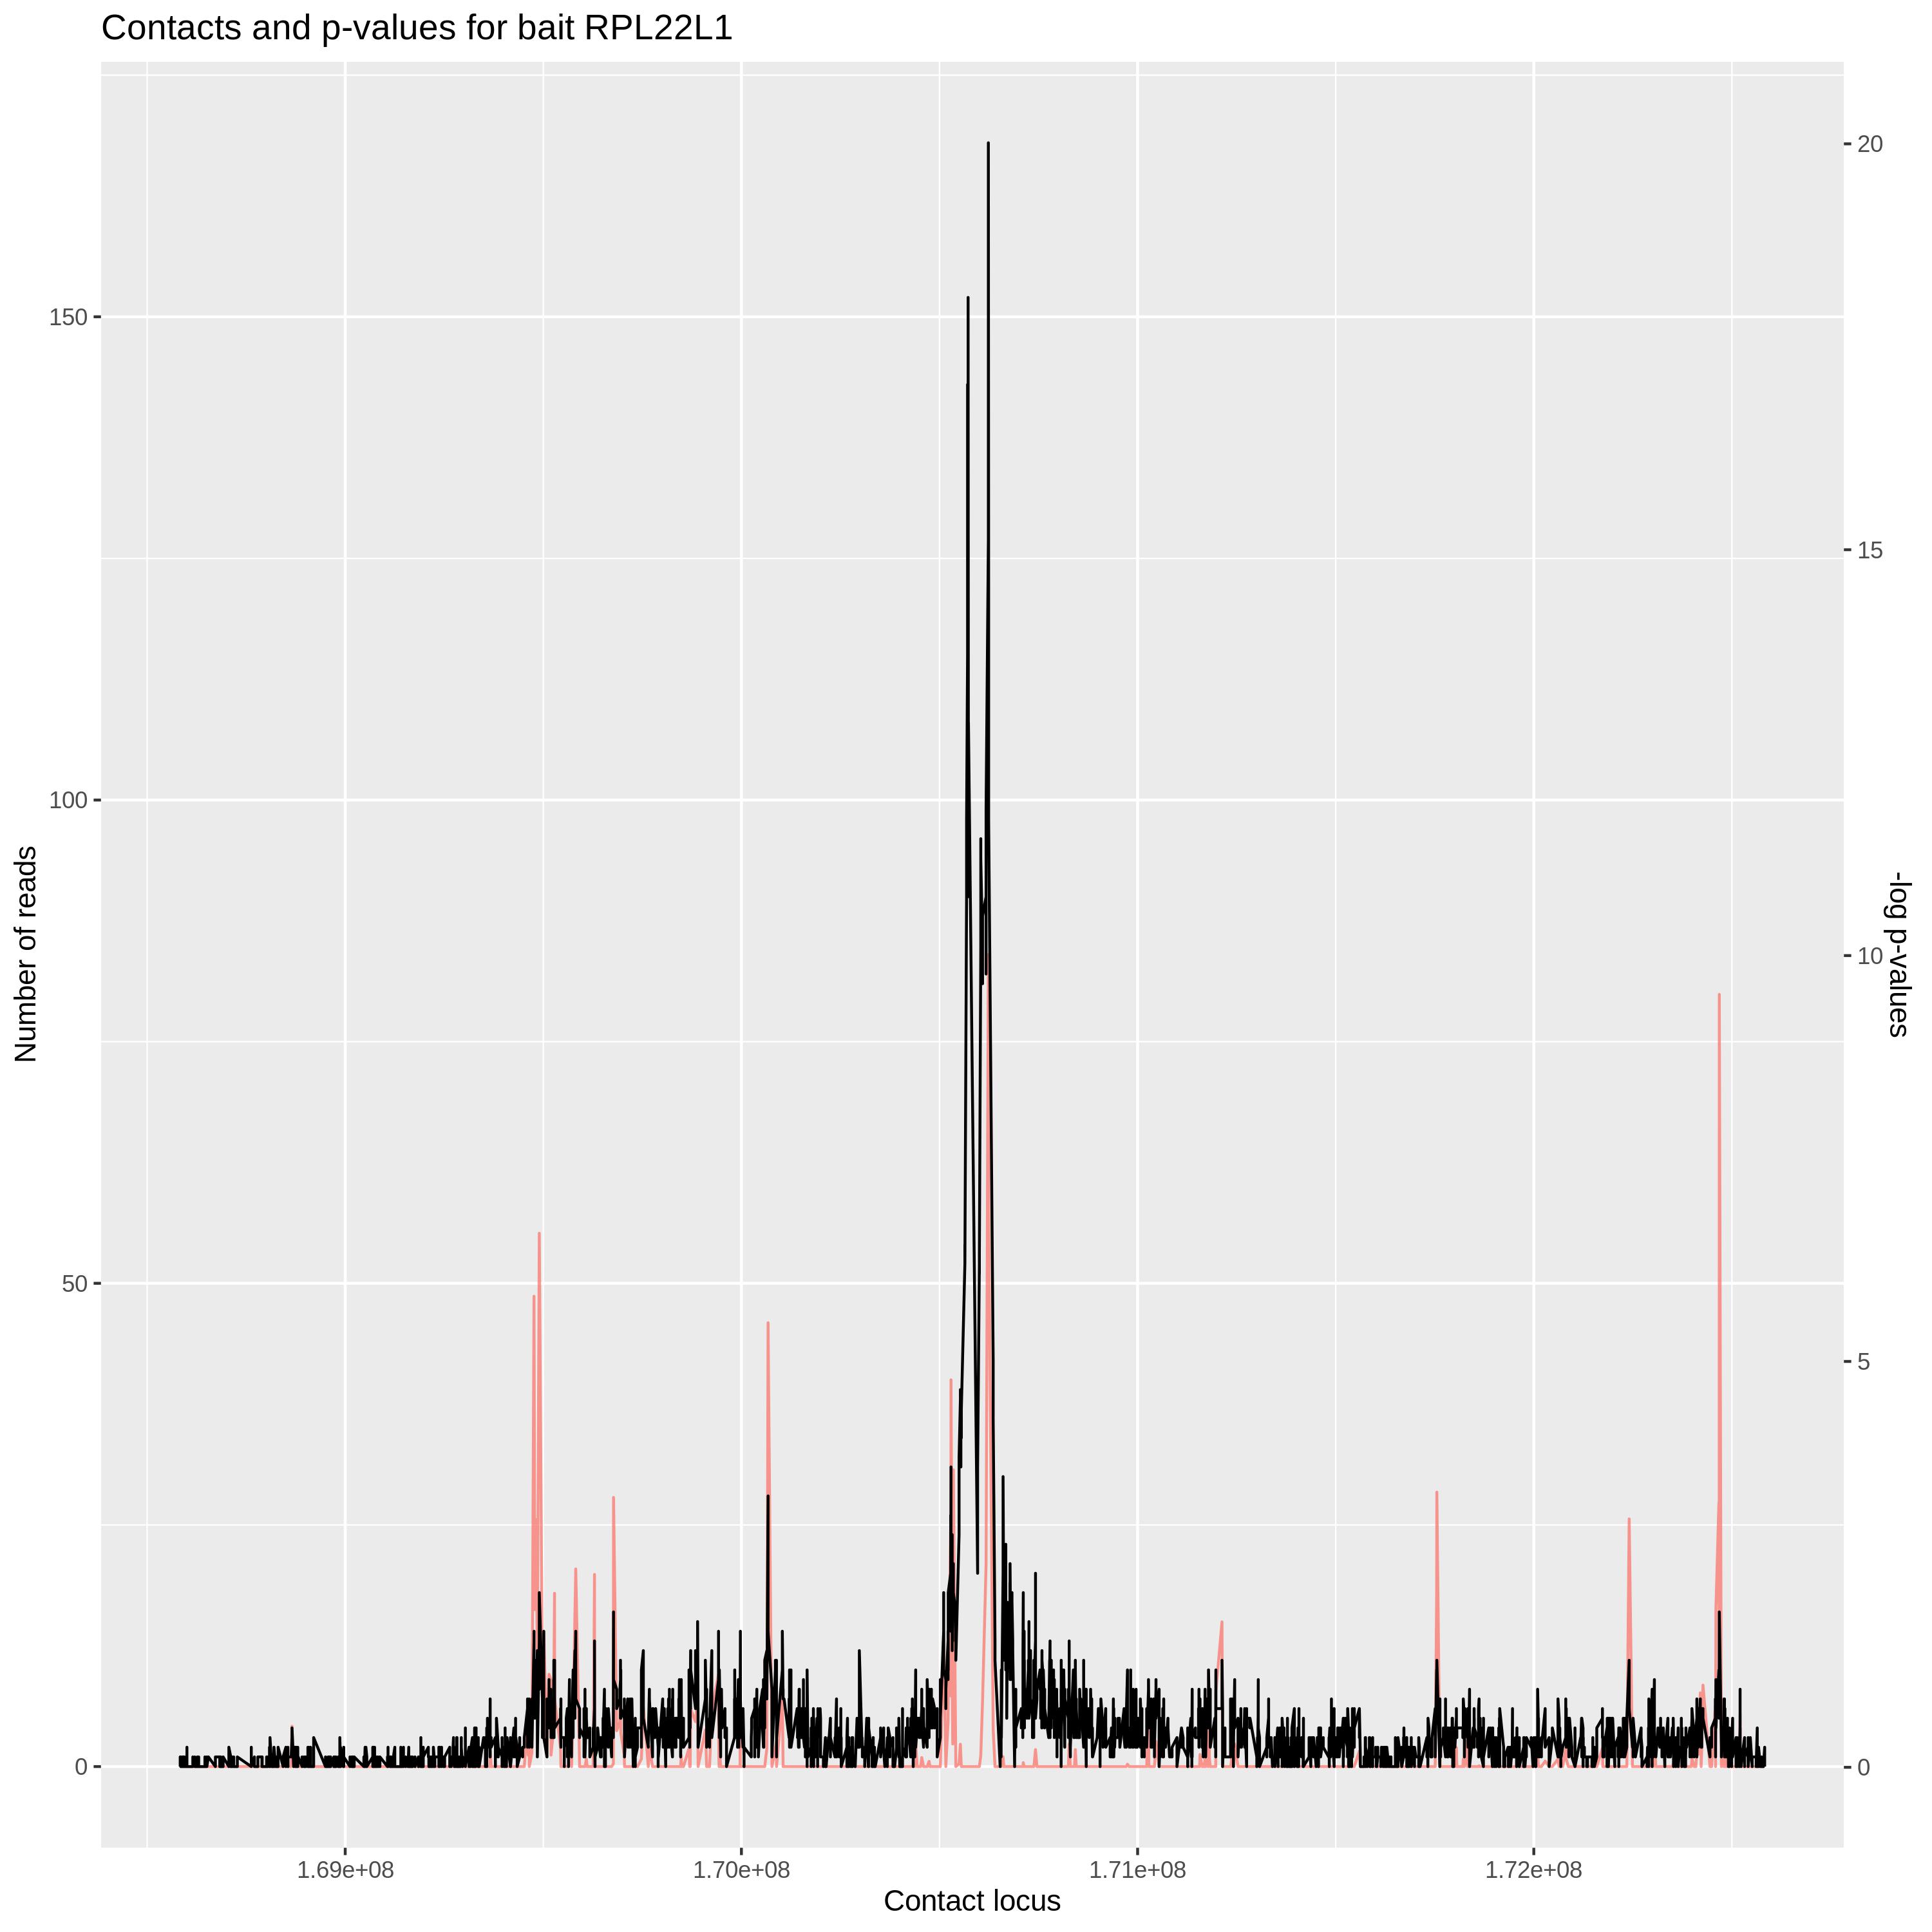 Contacts and p-values for bait RPL22L1
Number of reads
150
100
50
0
20
15
10
5
0
-log p-values
1.69e+08
1.70e+08
1.71e+08
1.72e+08
Contact locus